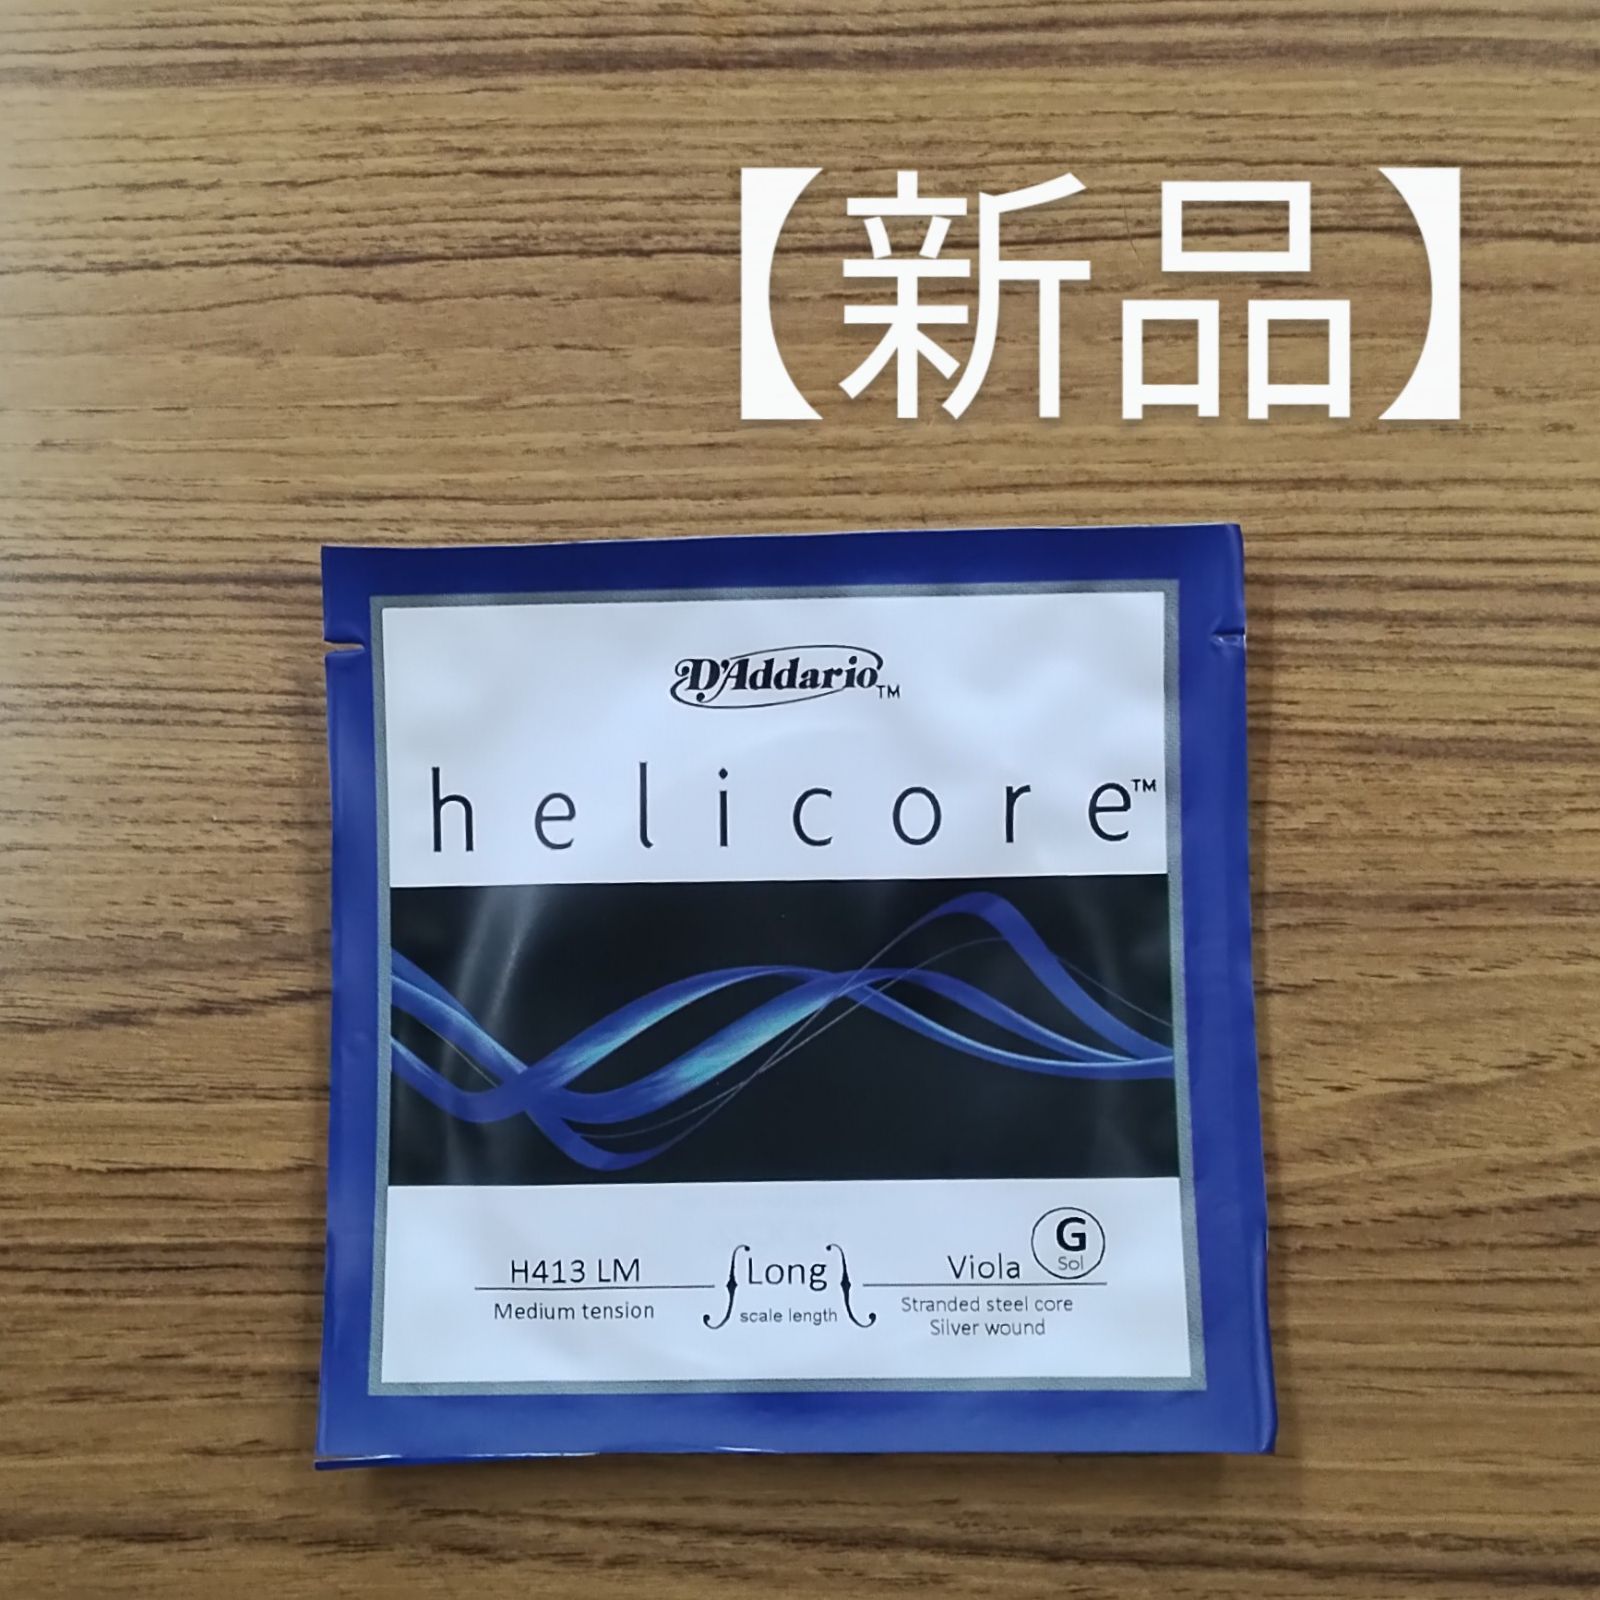 【新品】
D'Addario™
helicore™
H413 LM
Medium tension
Long
scale length
Viola
G
Sol
Stranded steel core
Silver wound